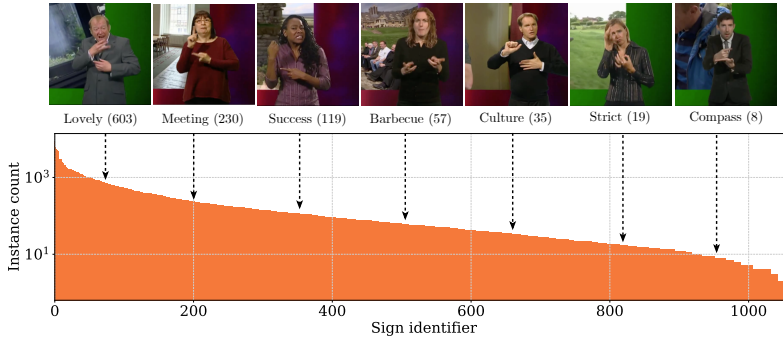 Lovely (603) Meeting (230) Success (119) Barbecue (57) Culture (35) Strict (19) Compass (8)
Instance count
10^3
10^1
0 200 400 600 800 1000
Sign identifier